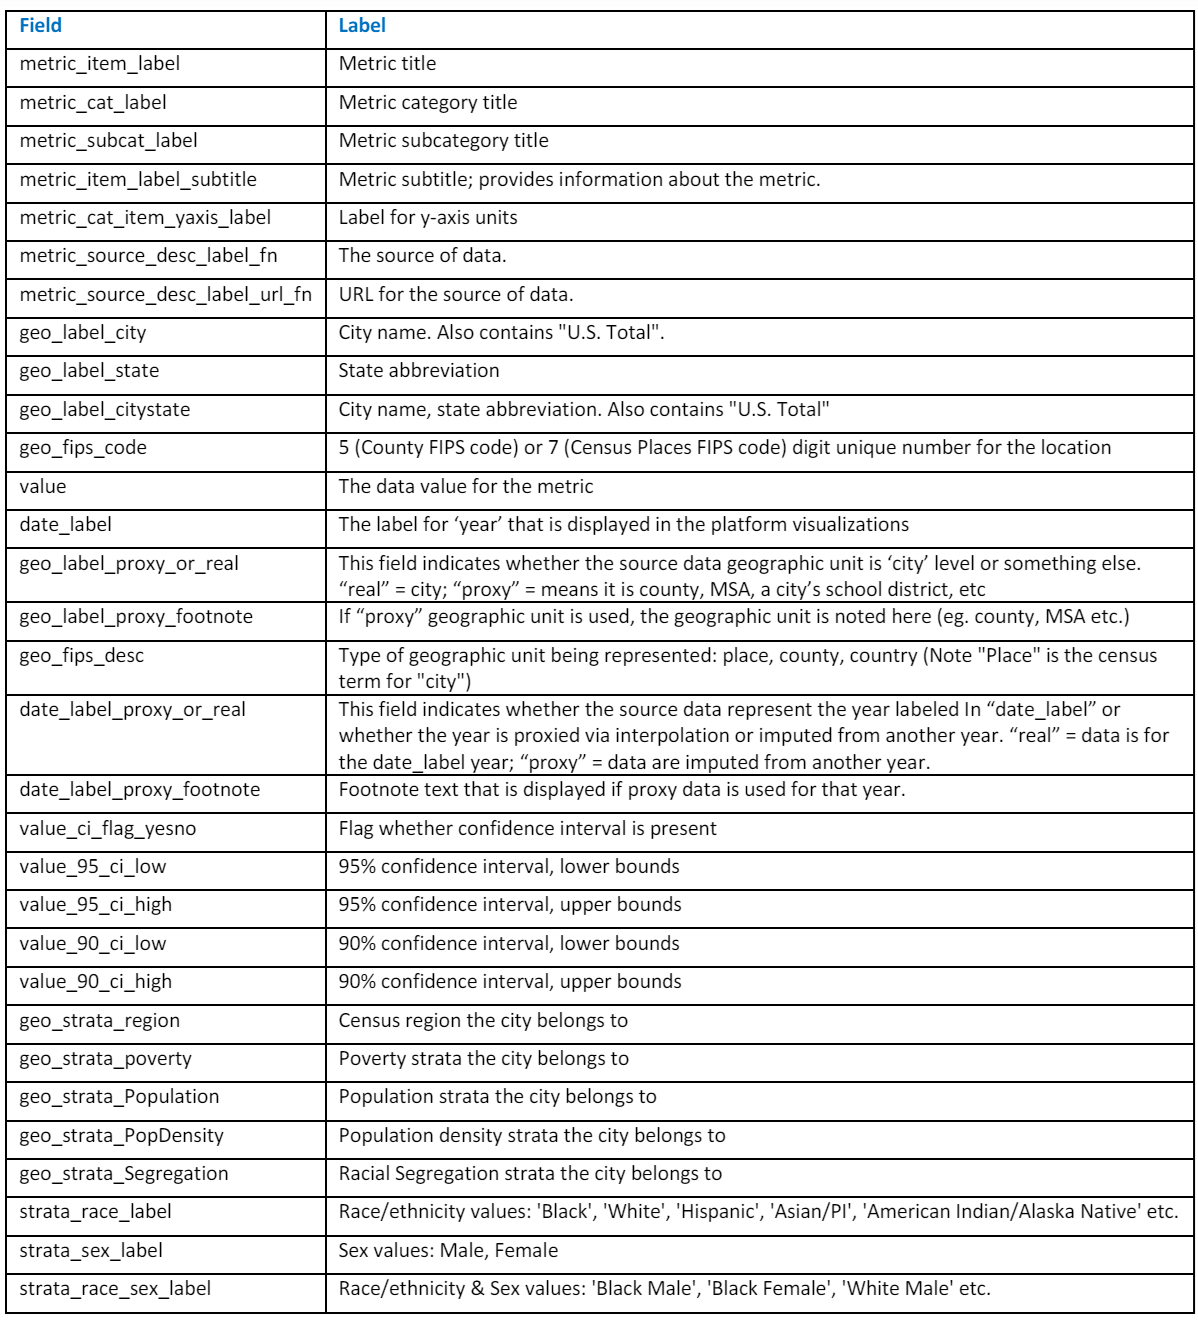 Field Label
metric_item_label Metric title
metric_cat_label Metric category title
metric_subcat_label Metric subcategory title
metric_item_label_subtitle Metric subtitle; provides information about the metric.
metric_cat_item_yaxis_label Label for y-axis units
metric_source_desc_label_fn The source of data.
metric_source_desc_label_url_fn URL for the source of data.
geo_label_city City name. Also contains "U.S. Total".
geo_label_state State abbreviation
geo_label_citystate City name, state abbreviation. Also contains "U.S. Total"
geo_fips_code 5 (County FIPS code) or 7 (Census Places FIPS code) digit unique number for the location
value The data value for the metric
date_label The label for ‘year’ that is displayed in the platform visualizations
geo_label_proxy_or_real This field indicates whether the source data geographic unit is ‘city’ level or something else.
“real” = city; “proxy” = means it is county, MSA, a city’s school district, etc
geo_label_proxy_footnote If “proxy” geographic unit is used, the geographic unit is noted here (eg. county, MSA etc.)
geo_fips_desc Type of geographic unit being represented: place, county, country (Note "Place" is the census
term for "city")
date_label_proxy_or_real This field indicates whether the source data represent the year labeled In “date_label” or
whether the year is proxied via interpolation or imputed from another year. “real” = data is for
the date_label year; “proxy” = data are imputed from another year.
date_label_proxy_footnote Footnote text that is displayed if proxy data is used for that year.
value_ci_flag_yesno Flag whether confidence interval is present
value_95_ci_low 95% confidence interval, lower bounds
value_95_ci_high 95% confidence interval, upper bounds
value_90_ci_low 90% confidence interval, lower bounds
value_90_ci_high 90% confidence interval, upper bounds
geo_strata_region Census region the city belongs to
geo_strata_poverty Poverty strata the city belongs to
geo_strata_Population Population strata the city belongs to
geo_strata_PopDensity Population density strata the city belongs to
geo_strata_Segregation Racial Segregation strata the city belongs to
strata_race_label Race/ethnicity values: 'Black', 'White', 'Hispanic', 'Asian/PI', 'American Indian/Alaska Native' etc.
strata_sex_label Sex values: Male, Female
strata_race_sex_label Race/ethnicity & Sex values: 'Black Male', 'Black Female', 'White Male' etc.